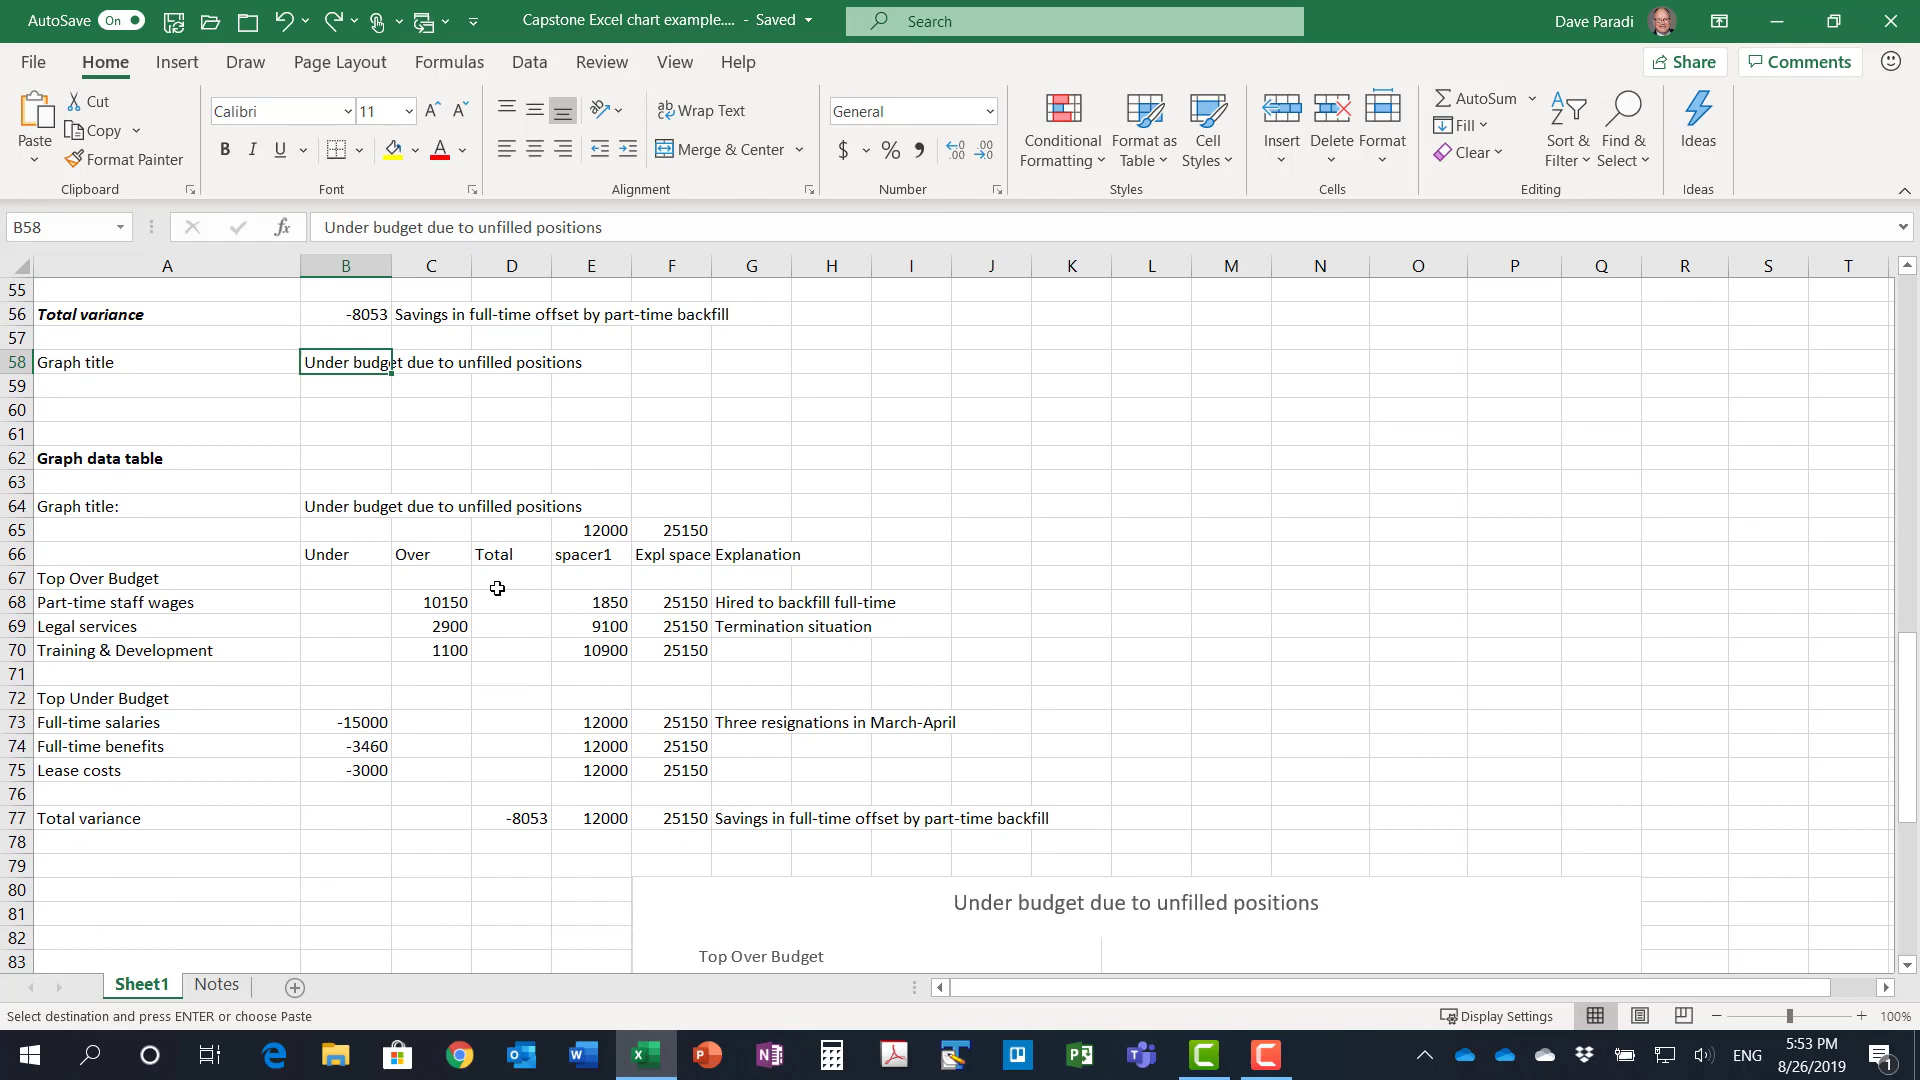 AutoSave On Capstone Excel chart example.... - Saved Search Dave Paradi
File Home Insert Draw Page Layout Formulas Data Review View Help Share Comments
Paste Cut Copy Format Painter
Calibri 11
B I U
Wrap Text
Merge & Center
General
$ % 9 .00 .00
Conditional Formatting Format as Table Cell Styles
Insert Delete Format
AutoSum Fill Clear Sort & Filter Find & Select
Ideas
Clipboard Font Alignment Number Styles Cells Editing Ideas
B58 fx Under budget due to unfilled positions
A B C D E F G H I J K L M N O P Q R S T
55
56 Total variance -8053 Savings in full-time offset by part-time backfill
57
58 Graph title Under budget due to unfilled positions
59
60
61
62 Graph data table
63
64 Graph title: Under budget due to unfilled positions
65 12000 25150
66 Under Over Total spacer1 Expl space Explanation
67 Top Over Budget
68 Part-time staff wages 10150 1850 25150 Hired to backfill full-time
69 Legal services 2900 9100 25150 Termination situation
70 Training & Development 1100 10900 25150
71
72 Top Under Budget
73 Full-time salaries -15000 12000 25150 Three resignations in March-April
74 Full-time benefits -3460 12000 25150
75 Lease costs -3000 12000 25150
76
77 Total variance -8053 12000 25150 Savings in full-time offset by part-time backfill
78
79
80
81 Under budget due to unfilled positions
82
83 Top Over Budget
Sheet1 Notes
Select destination and press ENTER or choose Paste Display Settings 100%
ENG 5:53 PM
8/26/2019 1